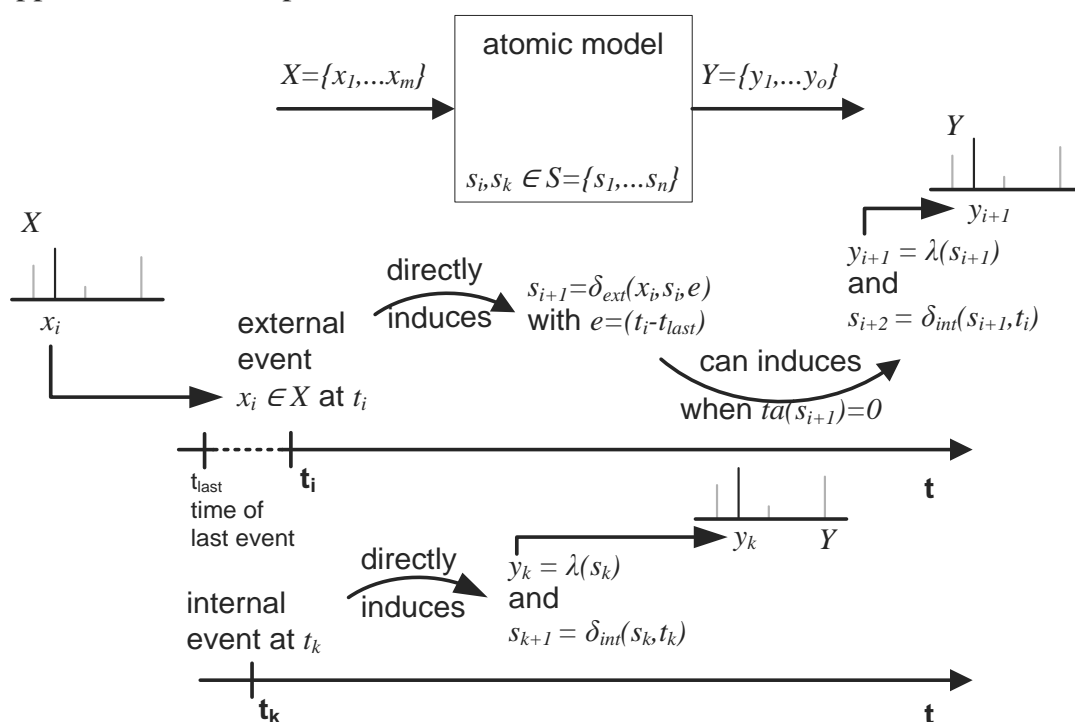 atomic model
X={x1,...xm}
Y={y1,...yo}
si,sk ∈ S={s1,...sn}
Y
yi+1
X
xi
directly
induces
si+1=δext(xi,si,e)
with e=(ti-tlast)
yi+1 = λ(si+1)
and
si+2 = δint(si+1,ti)
external
event
xi ∈ X at ti
can induces
when ta(si+1)=0
tlast
time of
last event
ti
t
yk
Y
directly
induces
yk = λ(sk)
and
sk+1 = δint(sk,tk)
internal
event at tk
tk
t